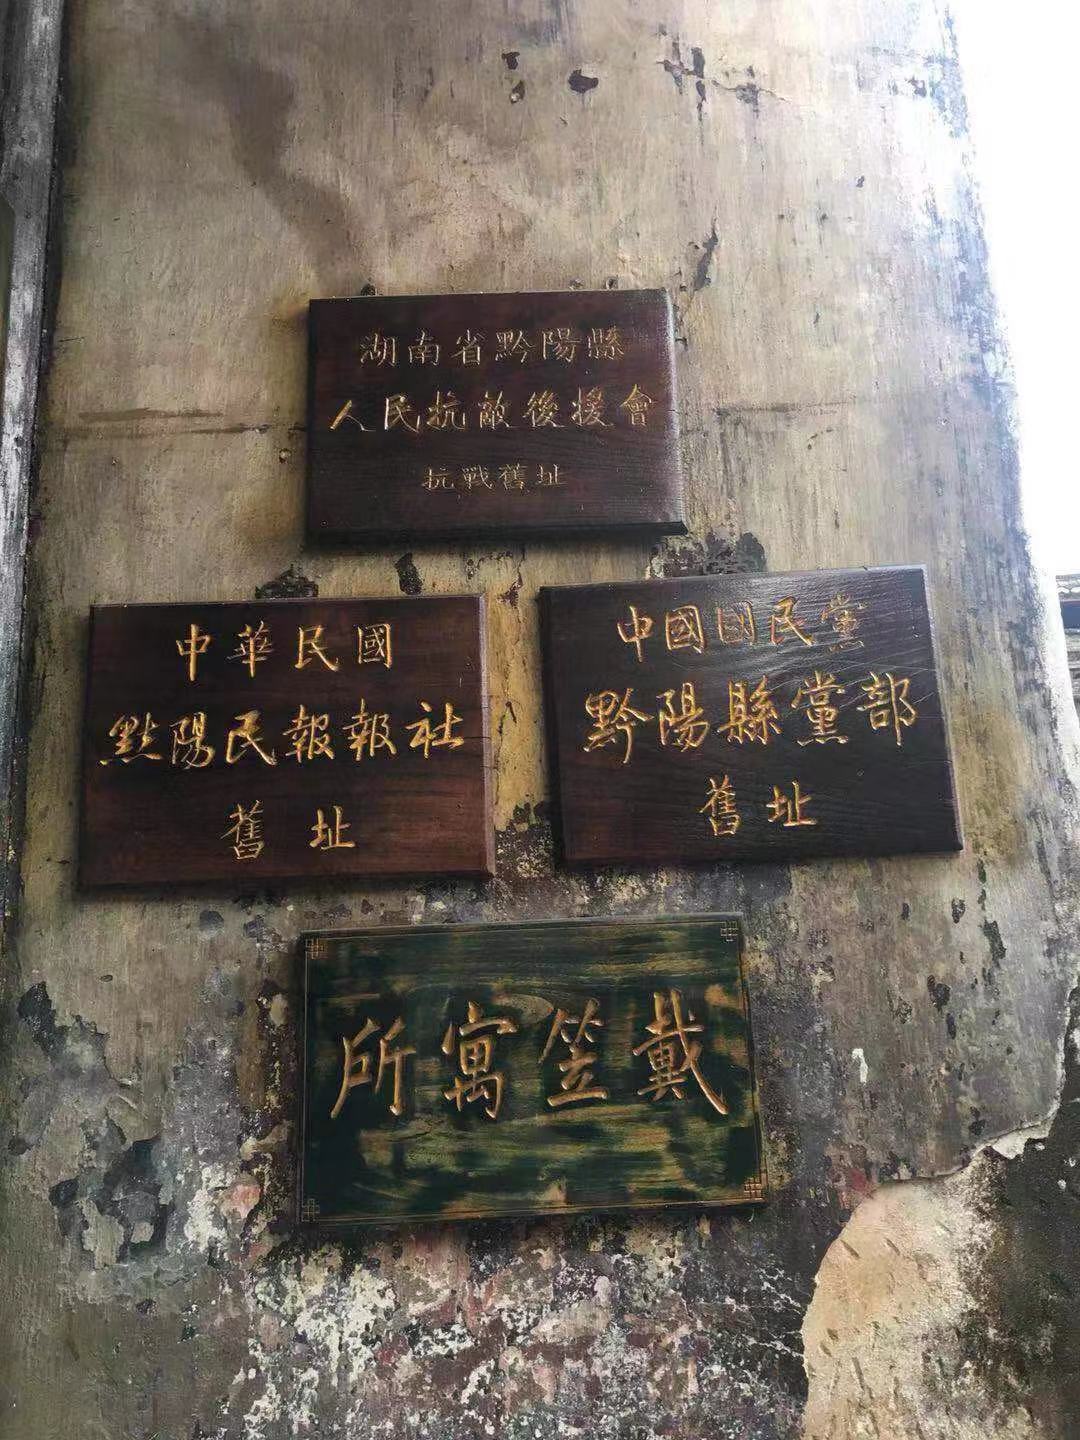 湖南省黔陽縣
人民抗敵後援會
抗戰舊址
中華民國
黔陽民報報社
舊址
中國國民黨
黔陽縣黨部
舊址
戴笠寓所